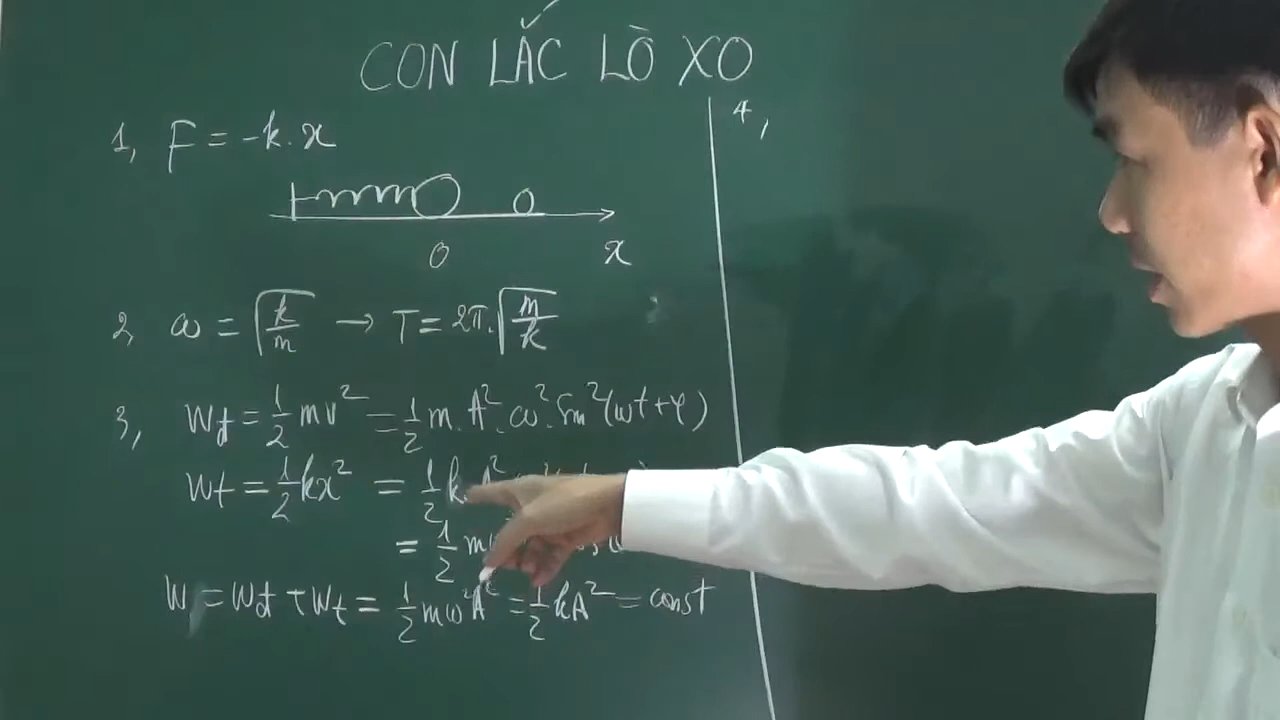 CON LẮC LÒ XO
1, F = -k.x
O
x
2, ω = √(k/m) → T = 2π.√(m/k)
3, Wđ = 1/2 mv² = 1/2 m.A².ω².Sin²(ωt+φ)
Wt = 1/2 kx² = 1/2 k.A²
= 1/2 m
W = Wđ + Wt = 1/2 mω²A² = 1/2 kA² = const
4,